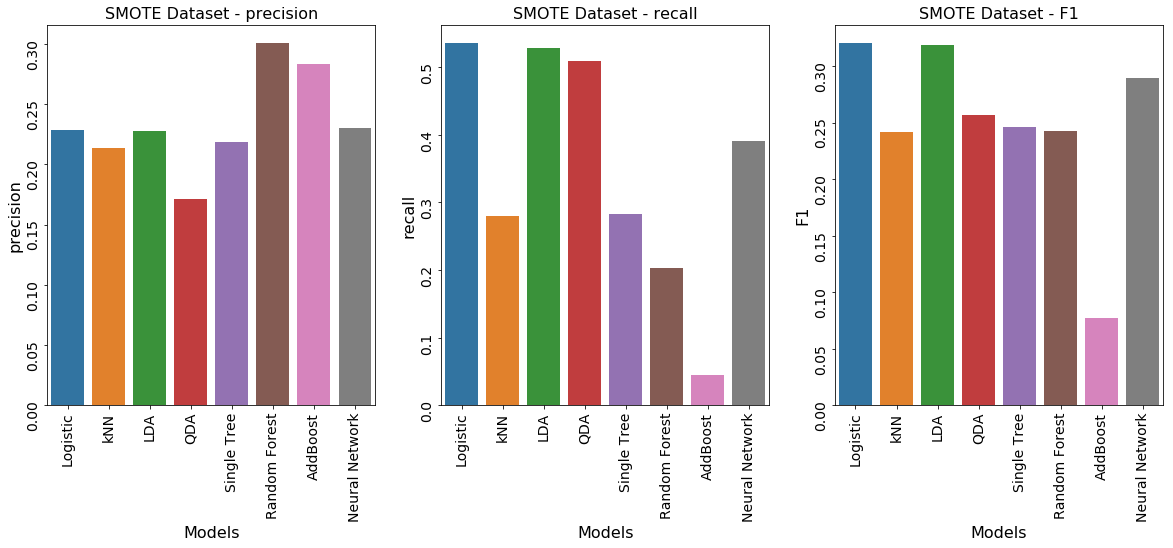 SMOTE Dataset - precision
precision
0.30
0.25
0.20
0.15
0.10
0.05
0.00
Logistic
kNN
LDA
QDA
Single Tree
Random Forest
AddBoost
Neural Network
Models
SMOTE Dataset - recall
recall
0.5
0.4
0.3
0.2
0.1
0.0
Logistic
kNN
LDA
QDA
Single Tree
Random Forest
AddBoost
Neural Network
Models
SMOTE Dataset - F1
F1
0.30
0.25
0.20
0.15
0.10
0.05
0.00
Logistic
kNN
LDA
QDA
Single Tree
Random Forest
AddBoost
Neural Network
Models